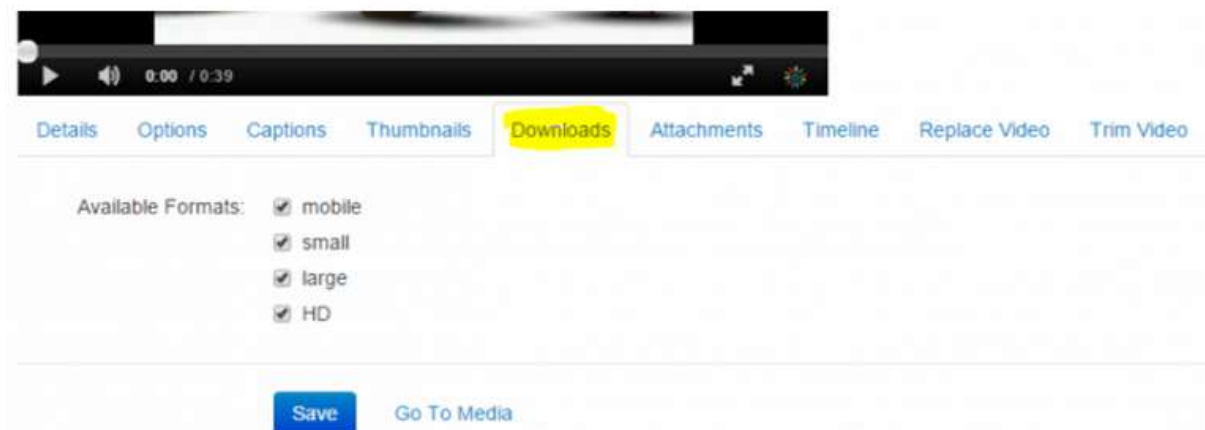 0:00 / 0:39
Details Options Captions Thumbnails Downloads Attachments Timeline Replace Video Trim Video
Available Formats: mobile
small
large
HD
Save Go To Media